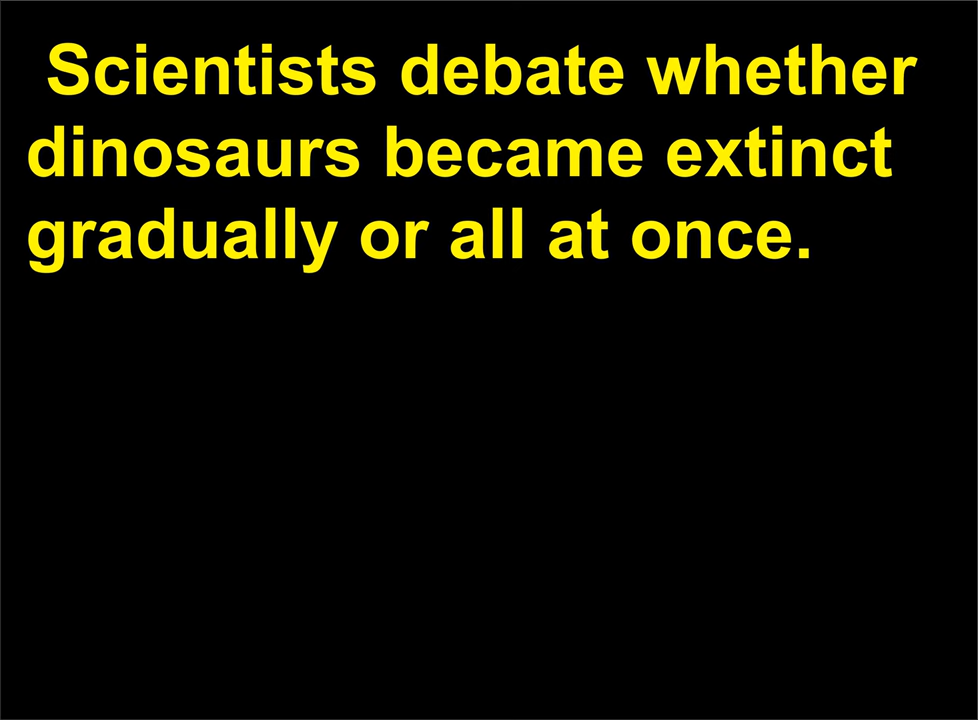 Scientists debate whether
dinosaurs became extinct
gradually or all at once.